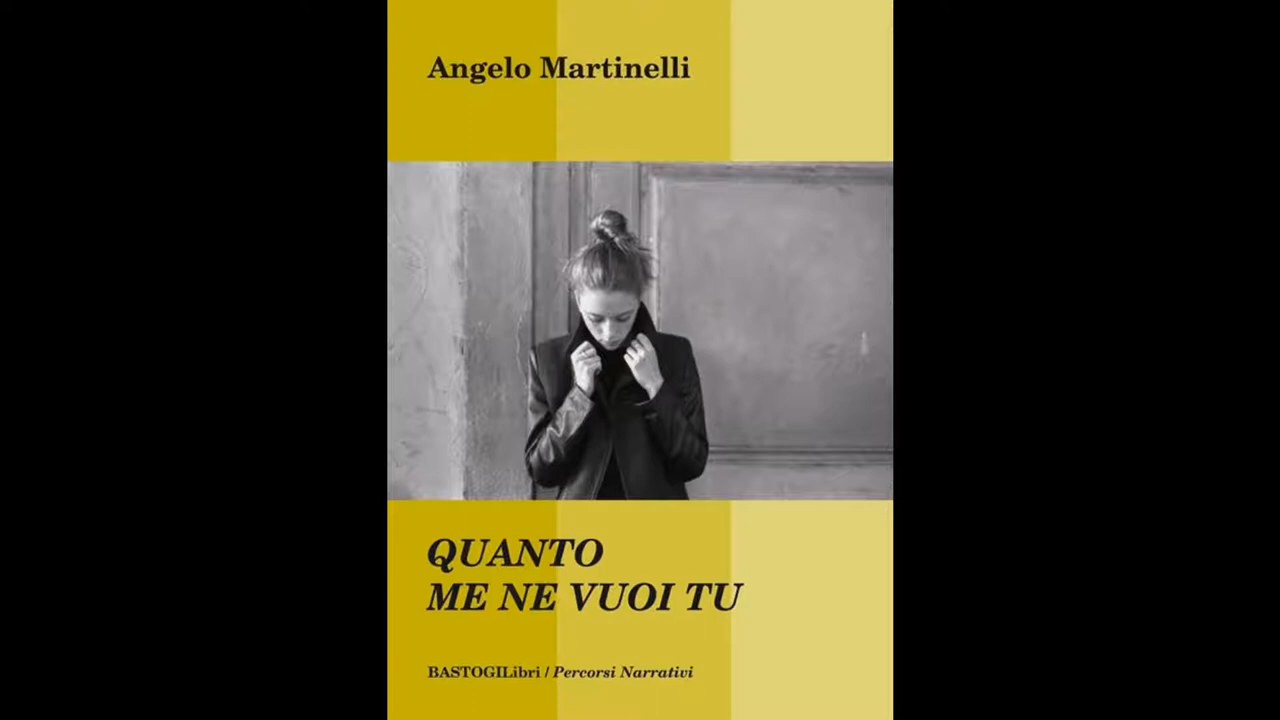 Angelo Martinelli
QUANTO
ME NE VUOI TU
BASTOGILibri / Percorsi Narrativi